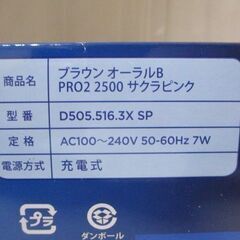 商品名 ブラウン オーラルB
PRO2 2500 サクラピンク
型番 D505.516.3X SP
定格 AC100～240V 50-60Hz 7W
電源方式 充電式
プラ
ダンボール